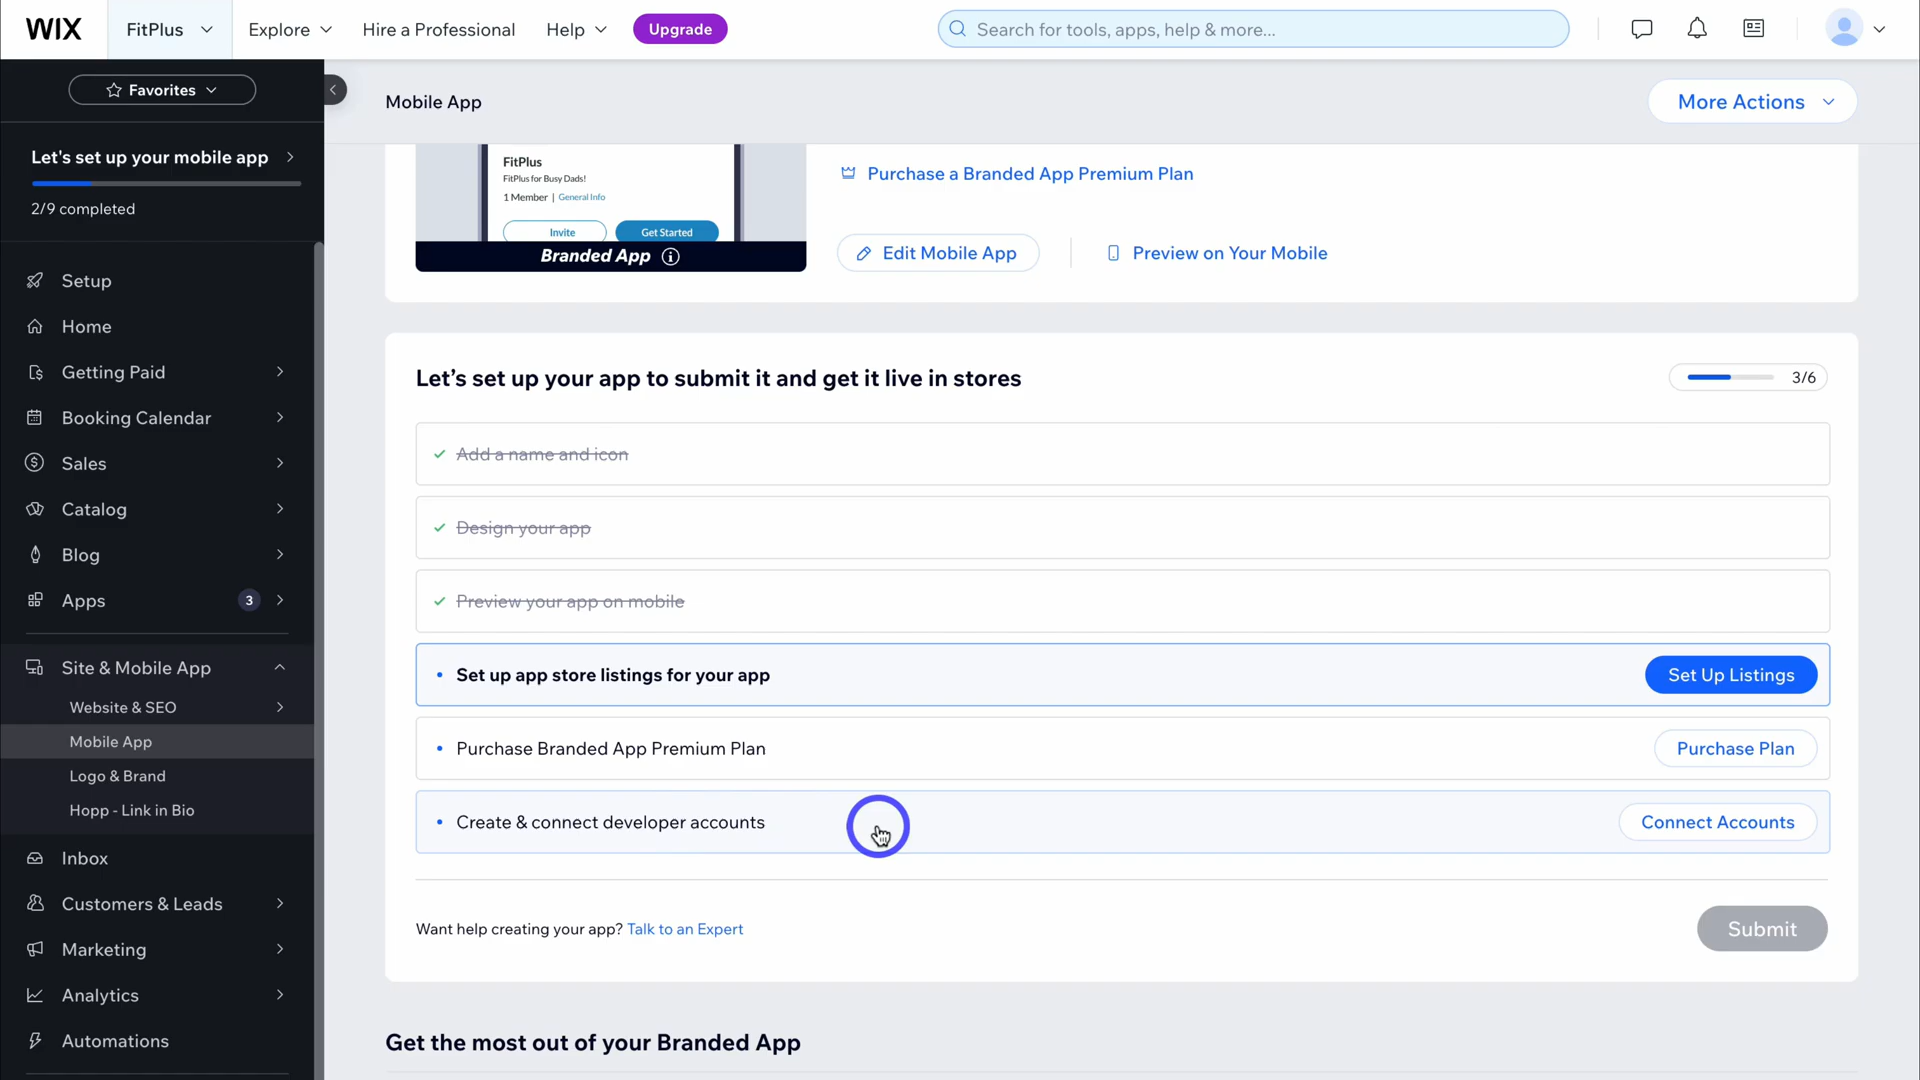 WIX
FitPlus
Explore
Hire a Professional
Help
Upgrade
Search for tools, apps, help & more...
Favorites
Let's set up your mobile app
2/9 completed
Setup
Home
Getting Paid
Booking Calendar
Sales
Catalog
Blog
Apps 3
Site & Mobile App
Website & SEO
Mobile App
Logo & Brand
Hopp - Link in Bio
Inbox
Customers & Leads
Marketing
Analytics
Automations
Mobile App
More Actions
FitPlus
FitPlus for Busy Dads!
1 Member | General Info
Invite Get Started
Branded App
Purchase a Branded App Premium Plan
Edit Mobile App
Preview on Your Mobile
Let’s set up your app to submit it and get it live in stores
3/6
Add a name and icon
Design your app
Preview your app on mobile
Set up app store listings for your app
Set Up Listings
Purchase Branded App Premium Plan
Purchase Plan
Create & connect developer accounts
Connect Accounts
Want help creating your app? Talk to an Expert
Submit
Get the most out of your Branded App